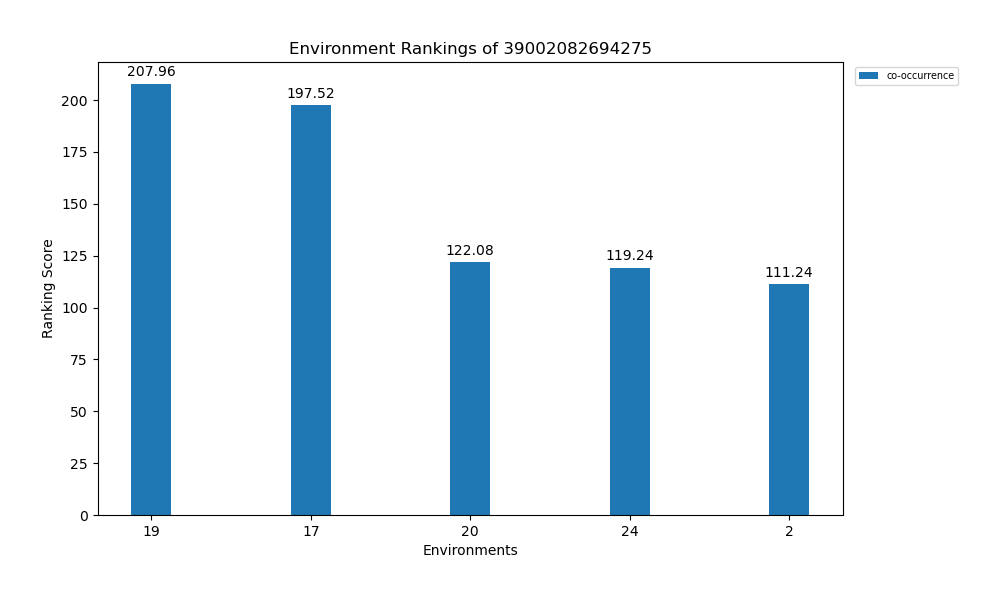 Environment Rankings of 39002082694275
co-occurrence
207.96
197.52
122.08
119.24
111.24
200
175
150
125
100
75
50
25
0
Ranking Score
19 17 20 24 2
Environments